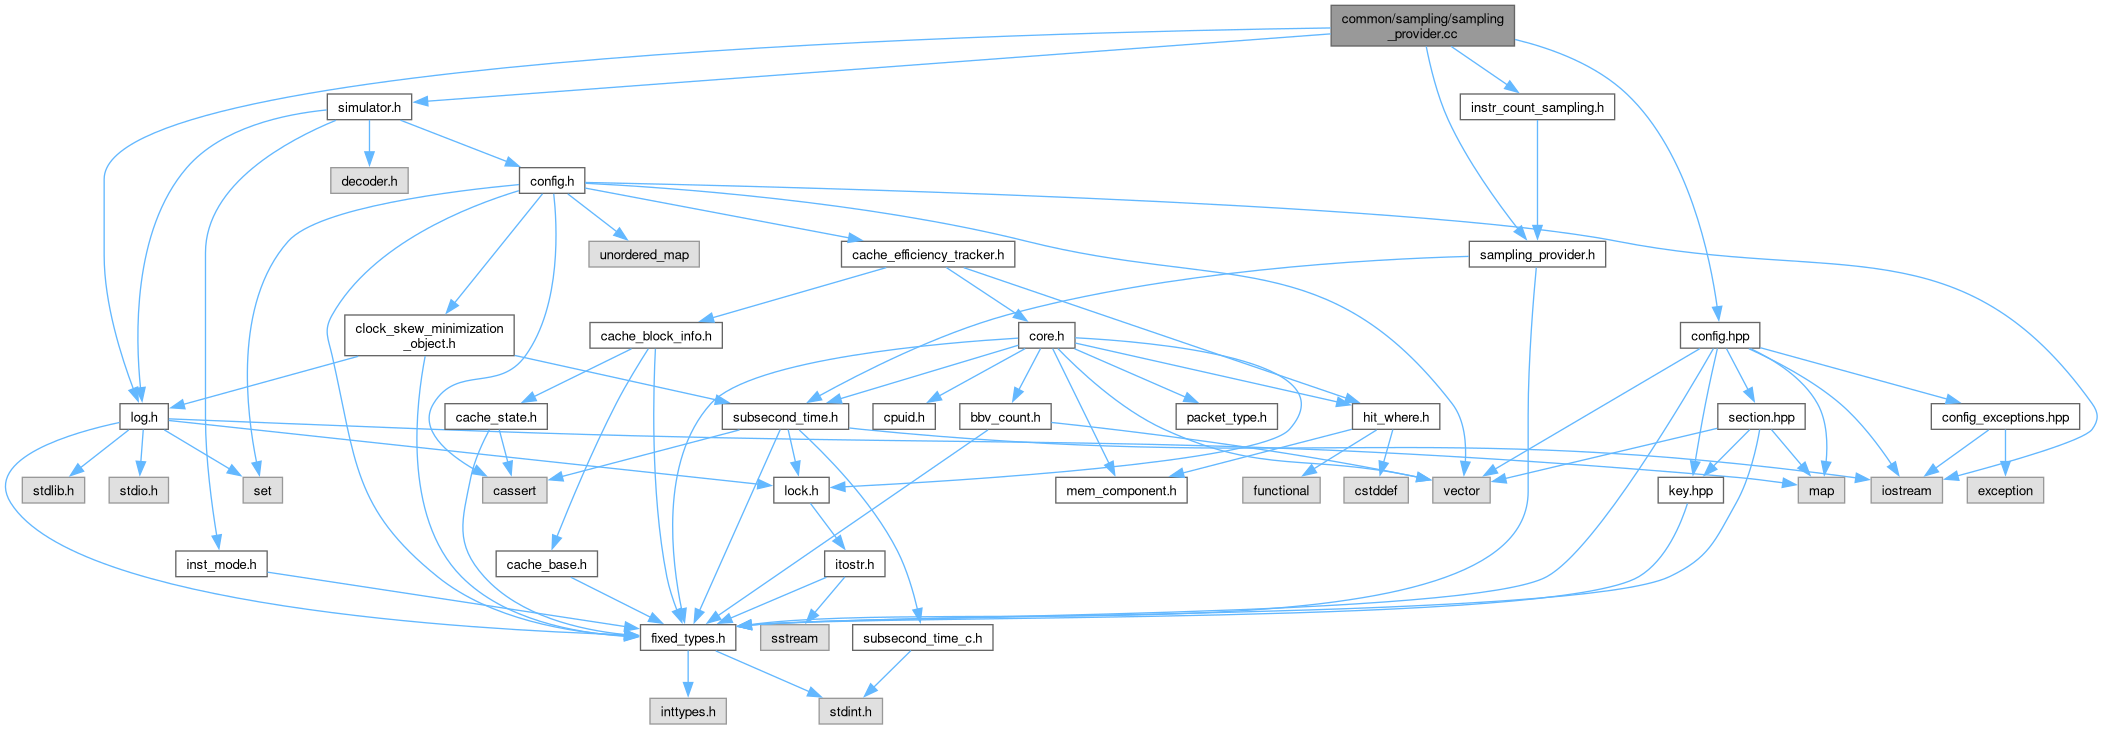 common/sampling/sampling
_provider.cc
simulator.h
instr_count_sampling.h
decoder.h
config.h
unordered_map
cache_efficiency_tracker.h
sampling_provider.h
clock_skew_minimization
_object.h
cache_block_info.h
core.h
config.hpp
log.h
cache_state.h
subsecond_time.h
cpuid.h
bbv_count.h
packet_type.h
hit_where.h
section.hpp
config_exceptions.hpp
stdlib.h
stdio.h
set
cassert
lock.h
mem_component.h
functional
cstddef
vector
key.hpp
map
iostream
exception
inst_mode.h
cache_base.h
itostr.h
fixed_types.h
sstream
subsecond_time_c.h
inttypes.h
stdint.h